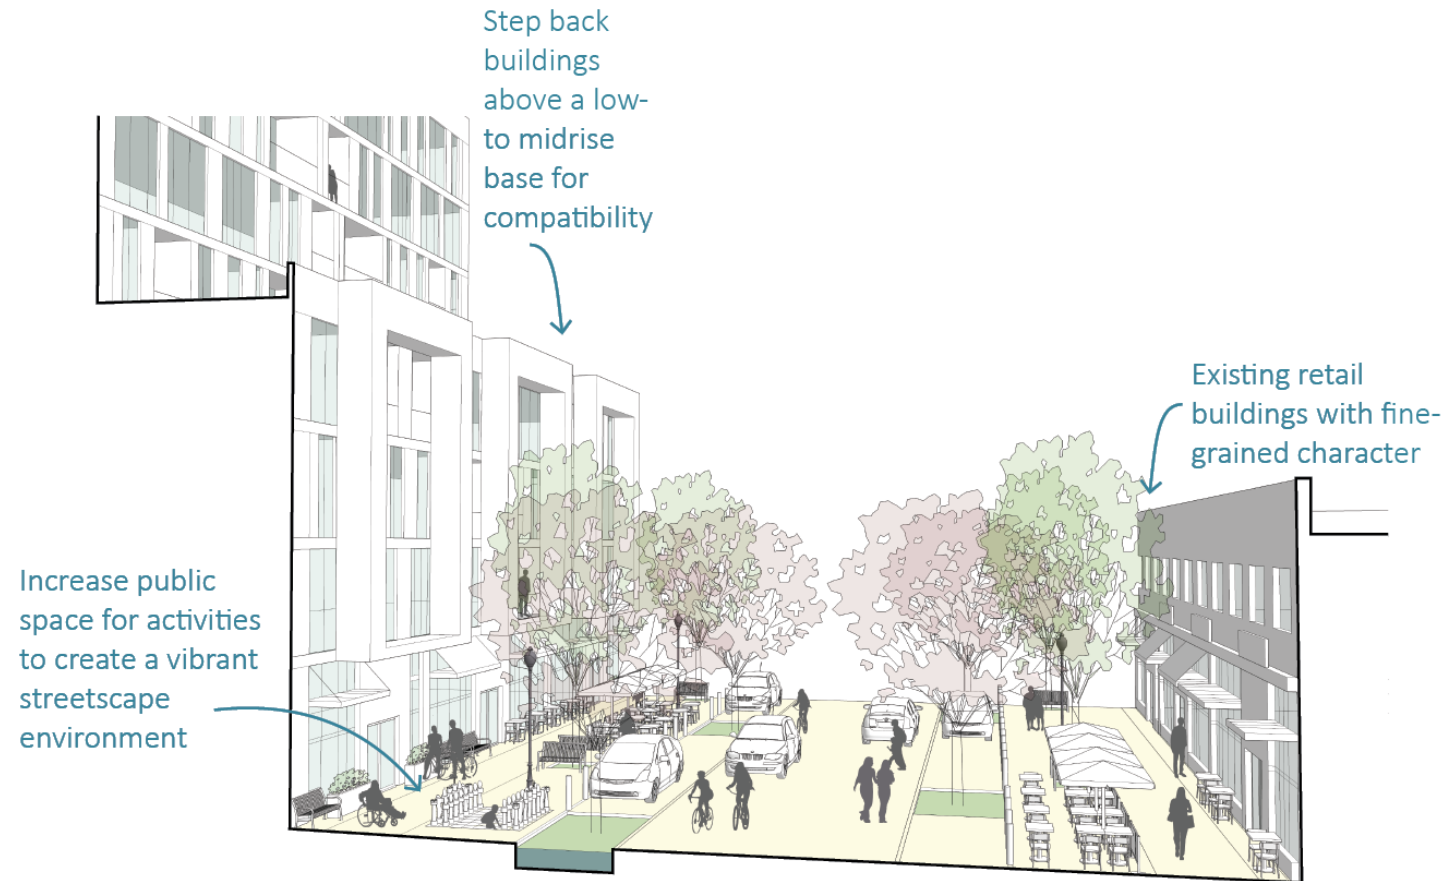 Step back
buildings
above a low-
to midrise
base for
compatibility
Existing retail
buildings with fine-
grained character
Increase public
space for activities
to create a vibrant
streetscape
environment